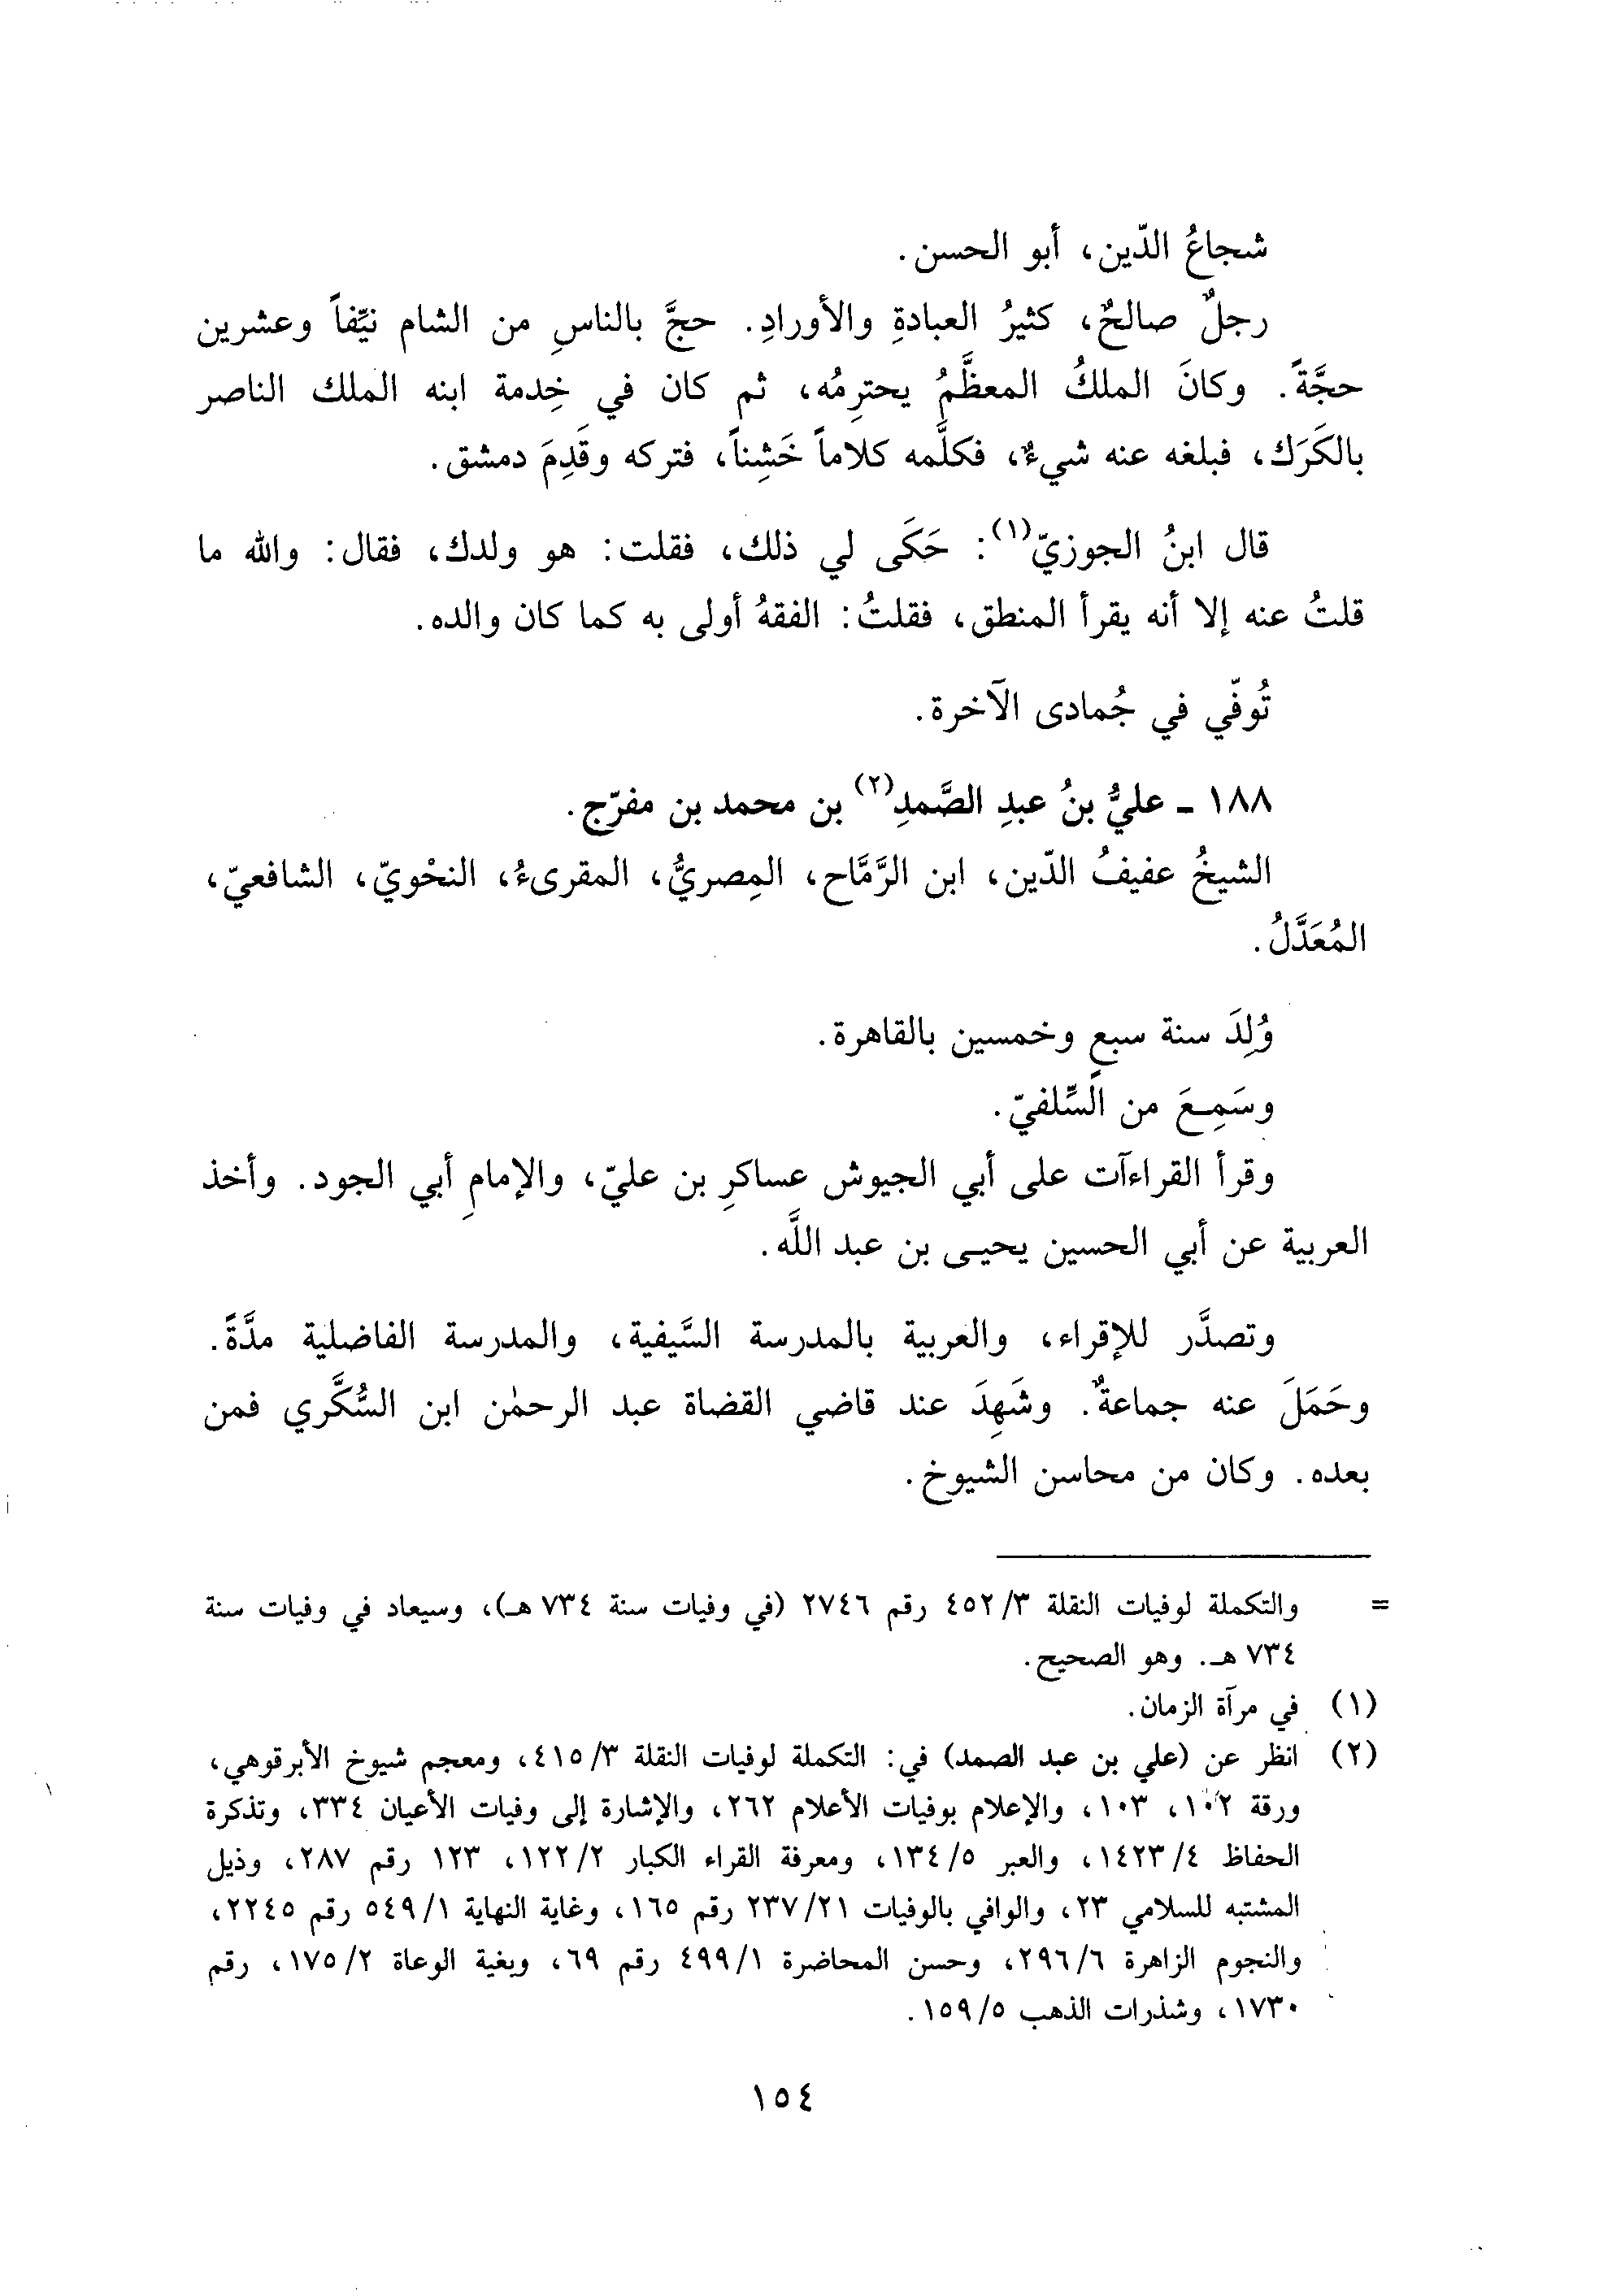 شجاعُ الدّين، أبو الحسن.
رجلٌ صالحٌ، كثيرُ العبادةِ والأورادِ. حجَّ بالناسِ من الشام نيِّفاً وعشرين
حجَّةً. وكانَ الملكُ المعظَّمُ يحترِمُه، ثم كان في خِدمة ابنه الملك الناصر
بالكَرَك، فبلغه عنه شيءٌ، فكلَّمه كلاماً خَشِناً، فتركه وقَدِمَ دمشق.
قال ابنُ الجوزيّ(١): حَكَى لي ذلك، فقلت: هو ولدك، فقال: والله ما
قلتُ عنه إلا أنه يقرأ المنطق، فقلتُ: الفقهُ أولى به كما كان والده.
تُوفّي في جُمادى الآخرة.
١٨٨ - عليُّ بنُ عبدِ الصَّمدِ(٢) بن محمد بن مفرّج.
الشيخُ عفيفُ الدّين، ابن الرَّمَّاح، المِصريُّ، المقرىءُ، النحْويّ، الشافعيّ،
المُعَدَّلُ.
وُلِدَ سنة سبعٍ وخمسين بالقاهرة.
وسَمِعَ من السِّلفيّ.
وقرأ القراءآت على أبي الجيوش عساكرِ بن عليّ، والإمامِ أبي الجود. وأخذ
العربية عن أبي الحسين يحيى بن عبد اللَّه.
وتصدَّر للإقراء، والعربية بالمدرسة السَّيفية، والمدرسة الفاضلية مدَّةً.
وحَمَلَ عنه جماعةٌ. وشَهِدَ عند قاضي القضاة عبد الرحمٰن ابن السُّكَّري فمن
بعده. وكان من محاسن الشيوخ.
= والتكملة لوفيات النقلة ٤٥٢/٣ رقم ٢٧٤٦ (في وفيات سنة ٧٣٤ هـ)، وسيعاد في وفيات سنة
٧٣٤ هـ. وهو الصحيح.
(١) في مرآة الزمان.
(٢) انظر عن (علي بن عبد الصمد) في: التكملة لوفيات النقلة ٤١٥/٣، ومعجم شيوخ الأبرقوهي،
ورقة ١٠٢، ١٠٣، والإعلام بوفيات الأعلام ٢٦٢، والإشارة إلى وفيات الأعيان ٣٣٤، وتذكرة
الحفاظ ١٤٢٣/٤، والعبر ١٣٤/٥، ومعرفة القراء الكبار ١٢٢/٢، ١٢٣ رقم ٢٨٧، وذيل
المشتبه للسلامي ٢٣، والوافي بالوفيات ٢٣٧/٢١ رقم ١٦٥، وغاية النهاية ٥٤٩/١ رقم ٢٢٤٥،
والنجوم الزاهرة ٢٩٦/٦، وحسن المحاضرة ٤٩٩/١ رقم ٦٩، وبغية الوعاة ١٧٥/٢، رقم
١٧٣٠، وشذرات الذهب ١٥٩/٥.
١٥٤